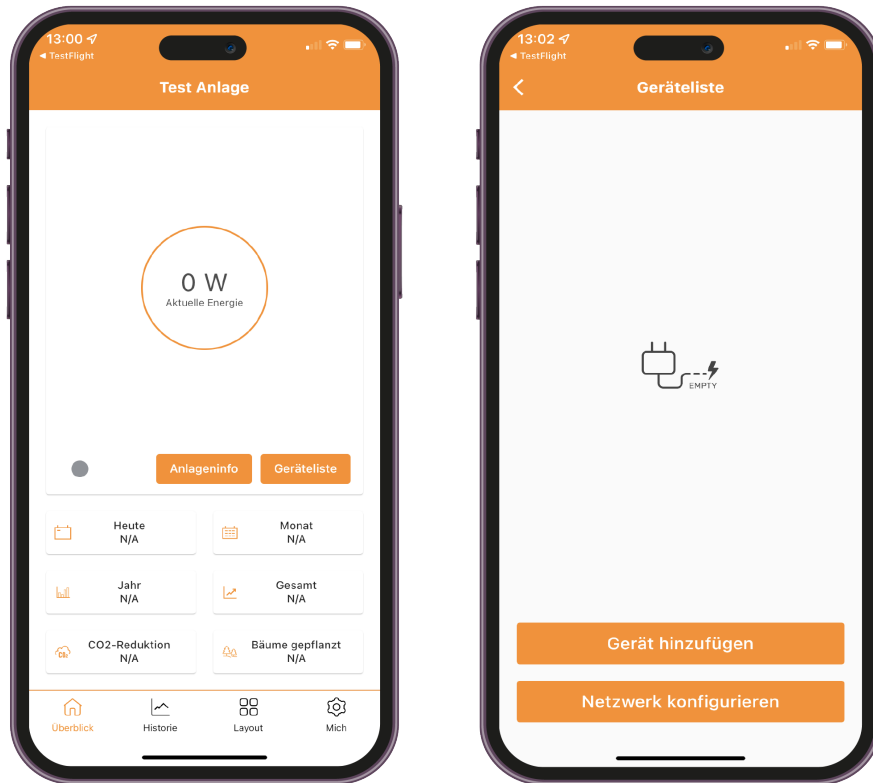 13:00
◀ TestFlight
Test Anlage
0 W
Aktuelle Energie
Anlageninfo
Geräteliste
Heute
N/A
Monat
N/A
Jahr
N/A
Gesamt
N/A
CO2-Reduktion
N/A
CO₂
Bäume gepflanzt
N/A
Überblick
Historie
Layout
Mich
13:02
◀ TestFlight
Geräteliste
EMPTY
Gerät hinzufügen
Netzwerk konfigurieren